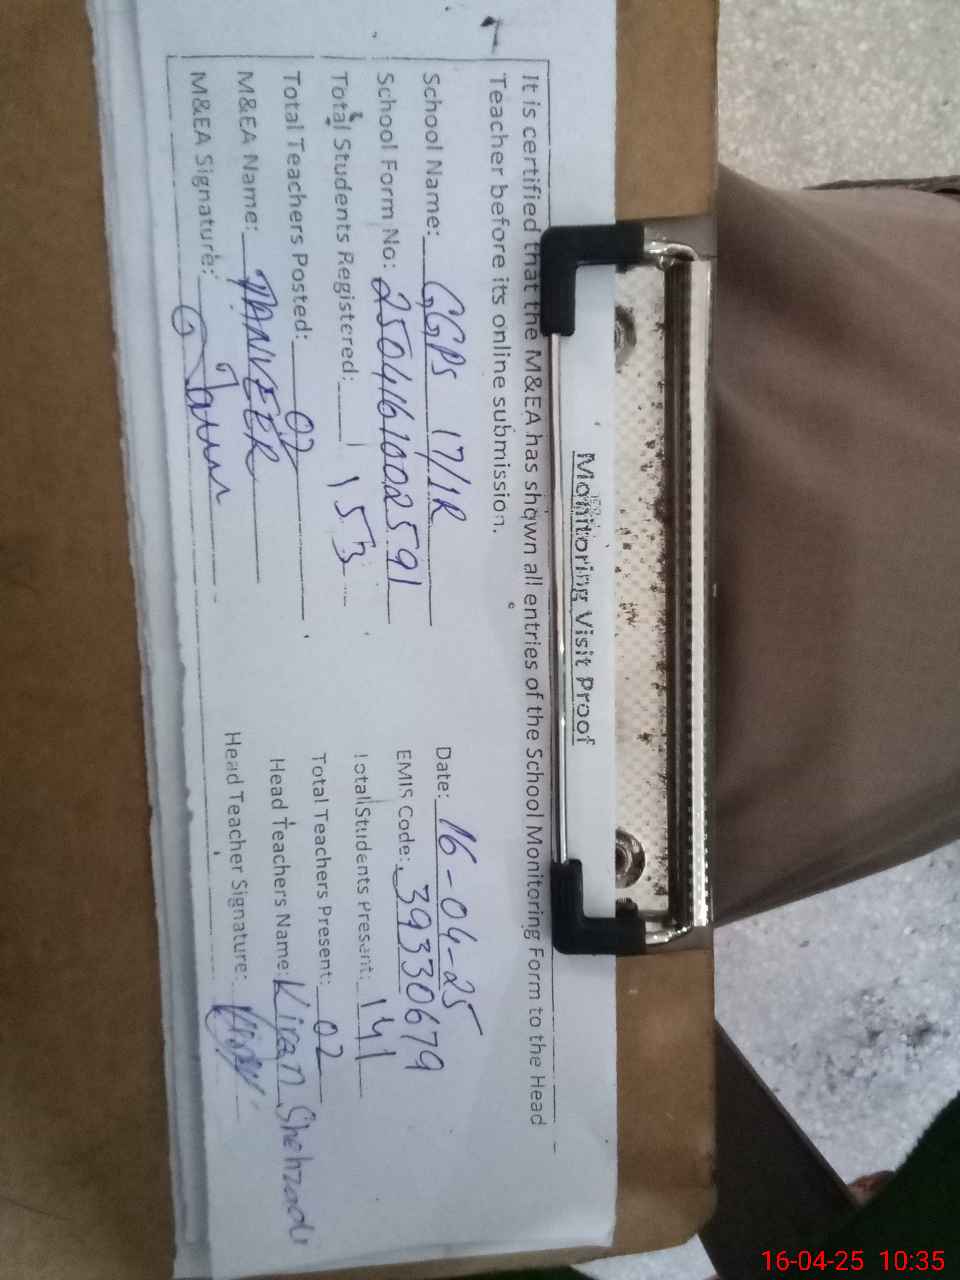 Monitoring Visit Proof
It is certified that the M&EA has shown all entries of the School Monitoring Form to the Head
Teacher before its online submission.
School Name: GGPS 17/1R Date: 16-04-25
School Form No: 2504161002591 EMIS Code: 39330679
Total Students Registered: 153 Total Students Present: 141
Total Teachers Posted: 02 Total Teachers Present: 02
M&EA Name: TANVEER Head Teachers Name: Kiran Shehzadi
M&EA Signature: Head Teacher Signature:
16-04-25 10:35